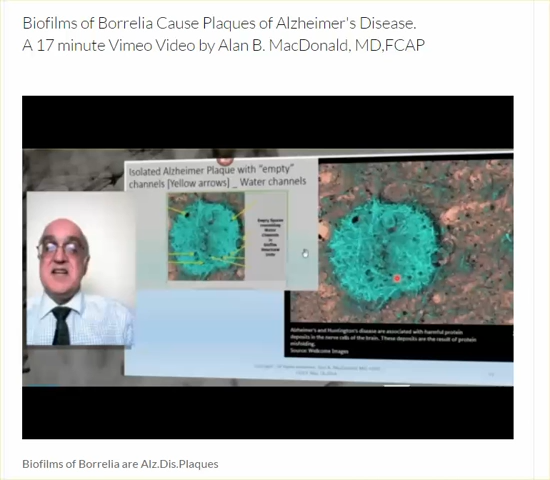 Biofilms of Borrelia Cause Plaques of Alzheimer's Disease.
A 17 minute Vimeo Video by Alan B. MacDonald, MD,FCAP
Isolated Alzheimer Plaque with "empty"
channels [Yellow arrows] _ Water channels
Alzheimer's and Huntington's disease are associated with harmful protein
deposits in the nerve cells of the brain. These deposits are the result of protein
misfolding.
Source: Wellcome Images
Biofilms of Borrelia are Alz.Dis.Plaques